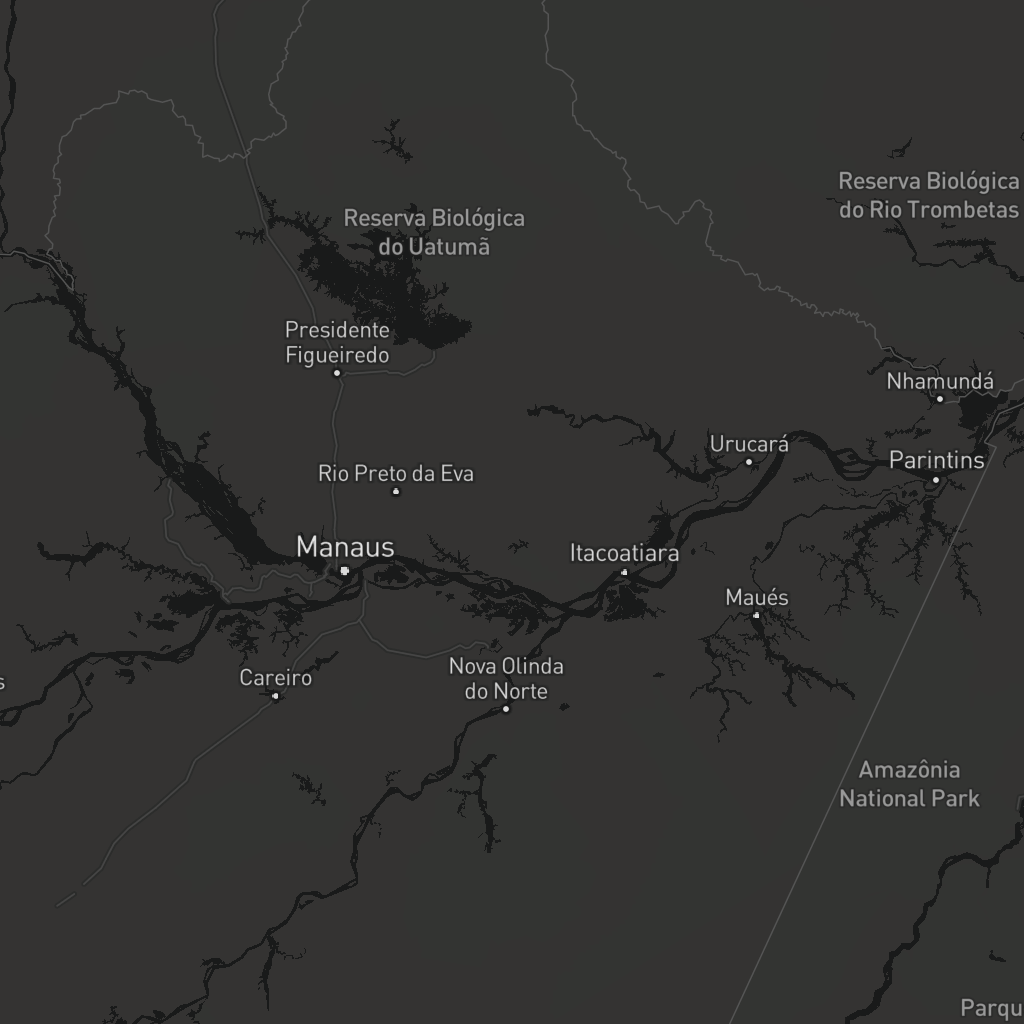 Reserva Biológica
do Rio Trombetas
Reserva Biológica
do Uatumã
Presidente
Figueiredo
Nhamundá
Urucará
Parintins
Rio Preto da Eva
Manaus
Itacoatiara
Maués
Careiro
Nova Olinda
do Norte
s
Amazônia
National Park
Parqu